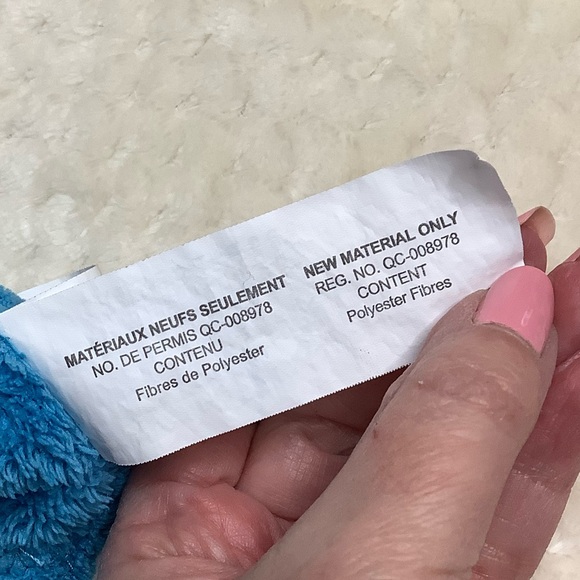 MATÉRIAUX NEUFS SEULEMENT
NO. DE PERMIS QC-008978
CONTENU
Fibres de Polyester
NEW MATERIAL ONLY
REG. NO. QC-008978
CONTENT
Polyester Fibres